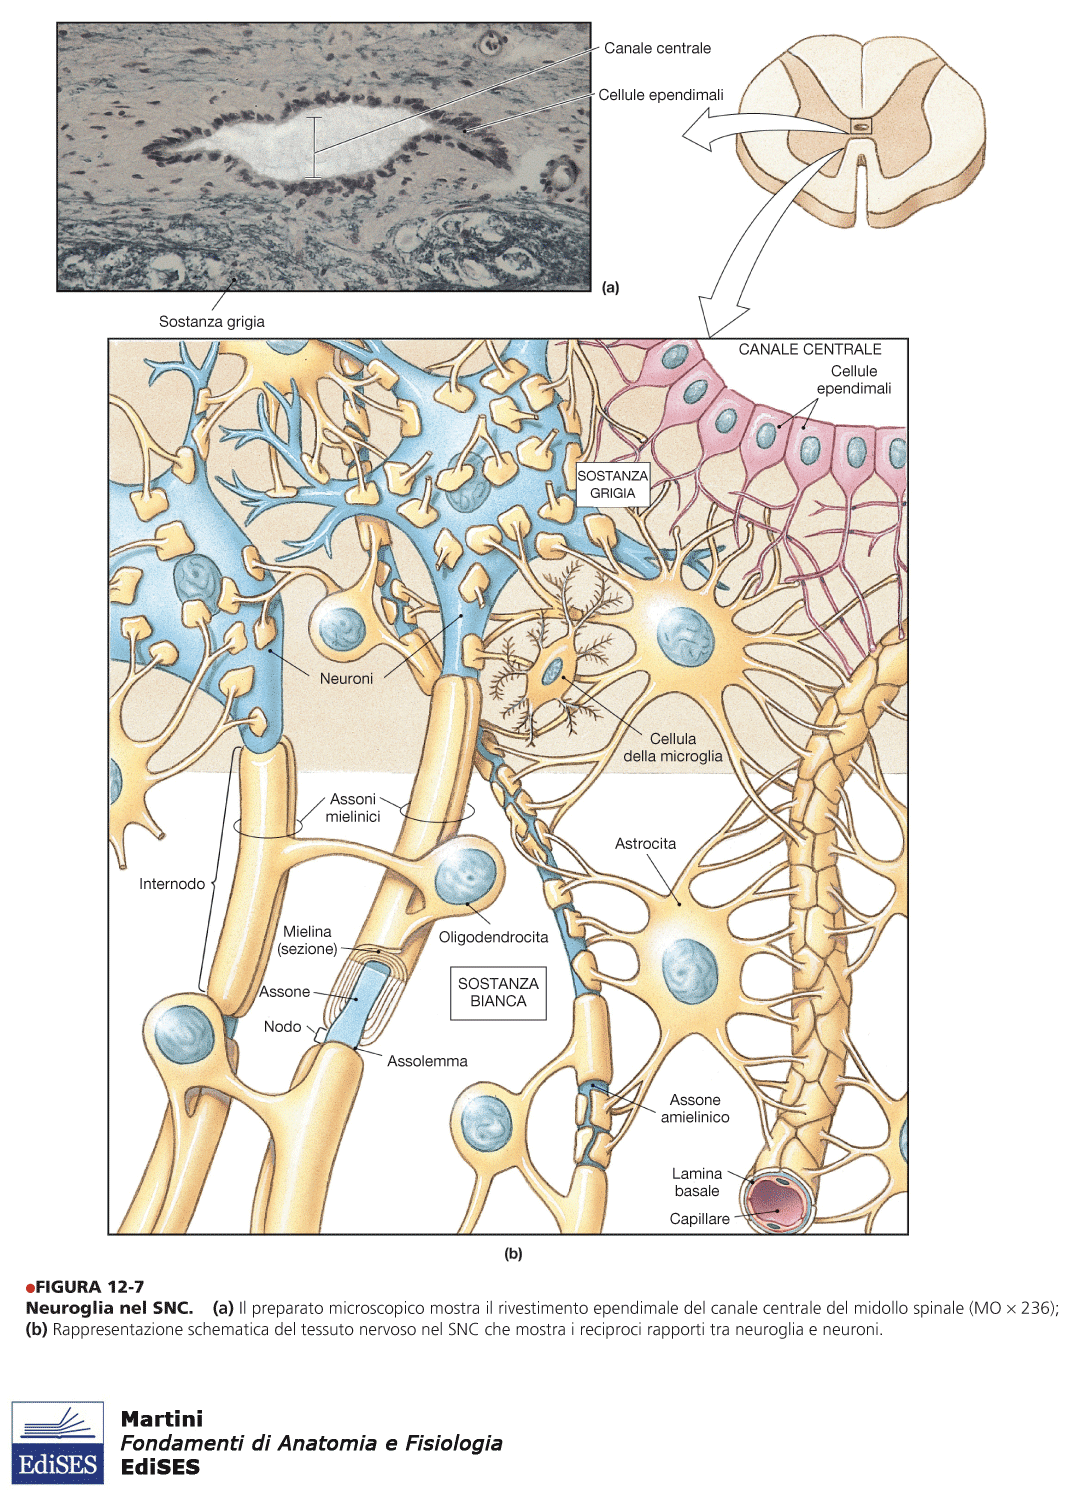 Canale centrale
Cellule ependimali
(a)
Sostanza grigia
CANALE CENTRALE
Cellule
ependimali
SOSTANZA
GRIGIA
Neuroni
Cellula
della microglia
Assoni
mielinici
Astrocita
Internodo
Mielina
(sezione)
Oligodendrocita
SOSTANZA
BIANCA
Assone
Nodo
Assolemma
Assone
amielinico
Lamina
basale
Capillare
(b)
FIGURA 12-7
Neuroglia nel SNC. (a) Il preparato microscopico mostra il rivestimento ependimale del canale centrale del midollo spinale (MO × 236);
(b) Rappresentazione schematica del tessuto nervoso nel SNC che mostra i reciproci rapporti tra neuroglia e neuroni.
Martini
Fondamenti di Anatomia e Fisiologia
EdiSES
EdiSES